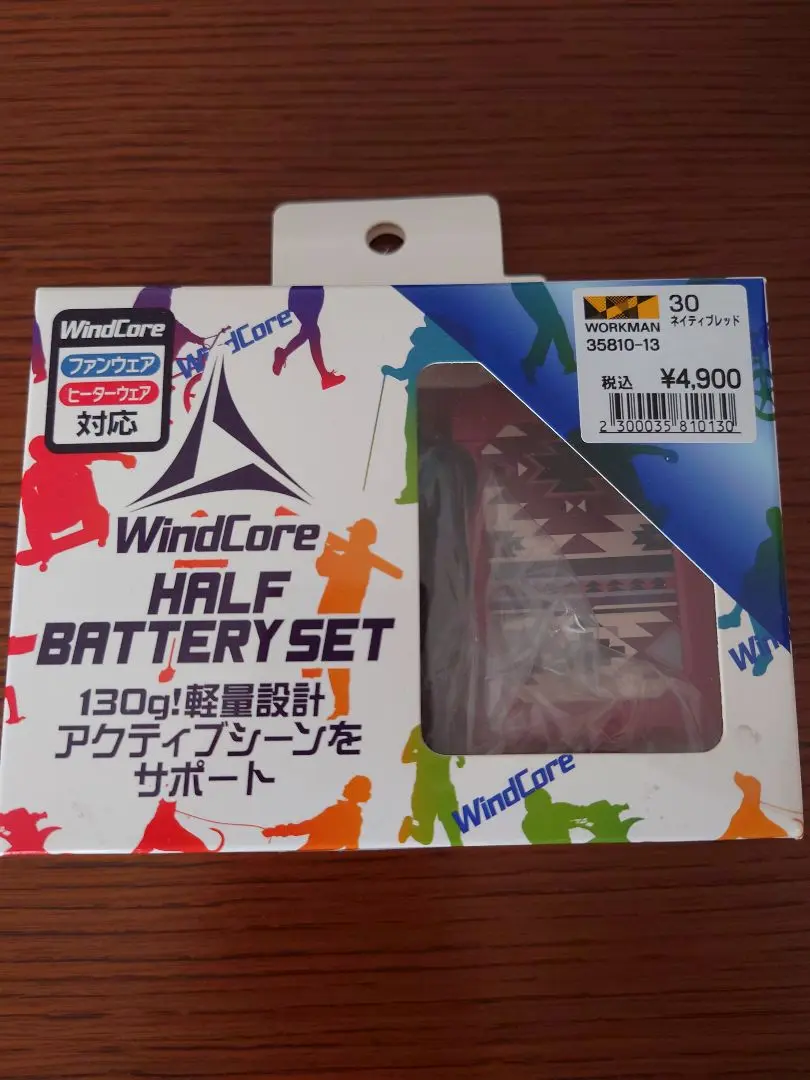 WindCore
ファンウェア
ヒーターウェア
対応
WindCore
WORKMAN
30
ネイティブレッド
35810-13
税込 ¥4,900
2 300035 810130
WindCore
HALF
BATTERY SET
130g!軽量設計
アクティブシーンを
サポート
WindCore